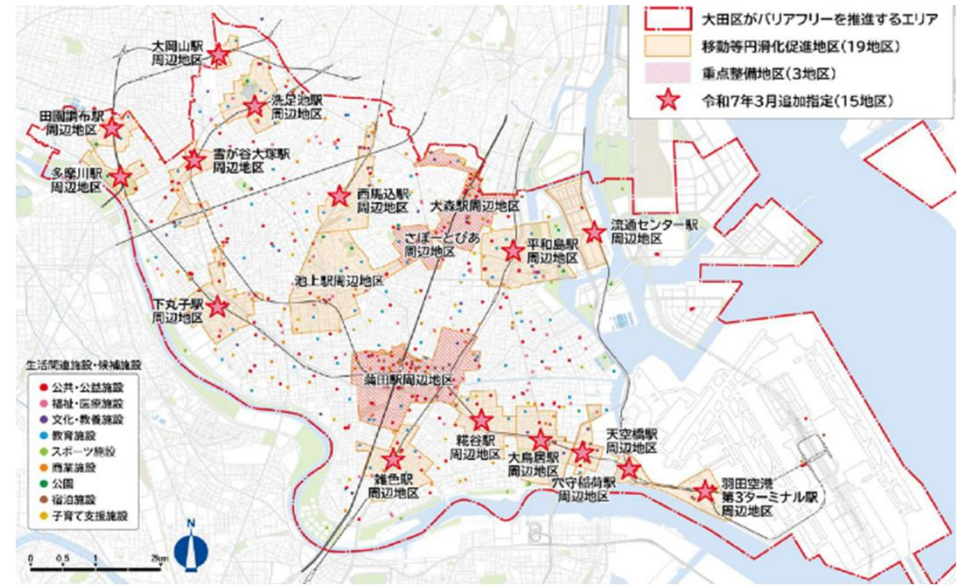 大田区がバリアフリーを推進するエリア
移動等円滑化促進地区(19地区)
重点整備地区(3地区)
令和7年3月追加指定(15地区)
大岡山駅
周辺地区
洗足池駅
周辺地区
田園調布駅
周辺地区
雪が谷大塚駅
周辺地区
多摩川駅
周辺地区
西馬込駅
周辺地区
大森駅周辺地区
流通センター駅
周辺地区
さぽーとぴあ
周辺地区
平和島駅
周辺地区
池上駅周辺地区
下丸子駅
周辺地区
蒲田駅周辺地区
糀谷駅
周辺地区
大鳥居駅
周辺地区
天空橋駅
周辺地区
穴守稲荷駅
周辺地区
雑色駅
周辺地区
羽田空港
第3ターミナル駅
周辺地区
生活関連施設・候補施設
公共・公益施設
福祉・医療施設
文化・教養施設
教育施設
スポーツ施設
商業施設
公園
宿泊施設
子育て支援施設
N
0 0.5 1 2km